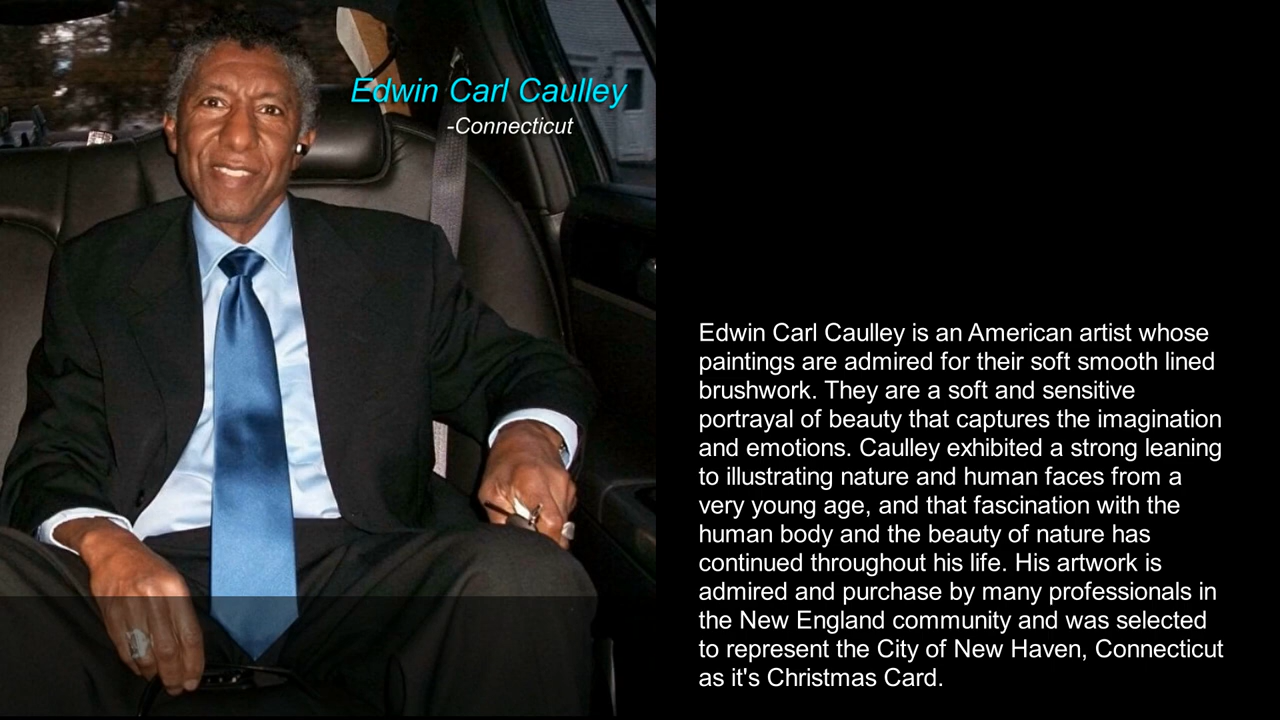 Edwin Carl Caulley
-Connecticut
Edwin Carl Caulley is an American artist whose
paintings are admired for their soft smooth lined
brushwork. They are a soft and sensitive
portrayal of beauty that captures the imagination
and emotions. Caulley exhibited a strong leaning
to illustrating nature and human faces from a
very young age, and that fascination with the
human body and the beauty of nature has
continued throughout his life. His artwork is
admired and purchase by many professionals in
the New England community and was selected
to represent the City of New Haven, Connecticut
as it's Christmas Card.